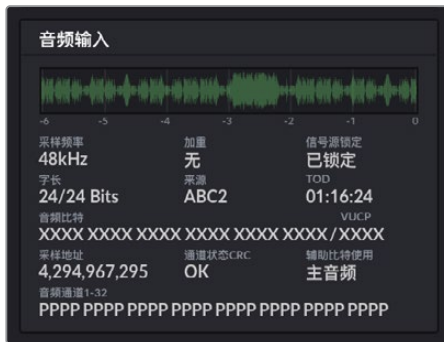 音频输入
-6 -5 -4 -3 -2 -1 0
采样频率 加重 信号源锁定
48kHz 无 已锁定
字长 来源 TOD
24/24 Bits ABC2 01:16:24
音频比特 VUCP
XXXX XXXX XXXX XXXX XXXX XXXX/XXXX
采样地址 通道状态CRC 辅助比特使用
4,294,967,295 OK 主音频
音频通道1-32
PPPP PPPP PPPP PPPP PPPP PPPP PPPP PPPP